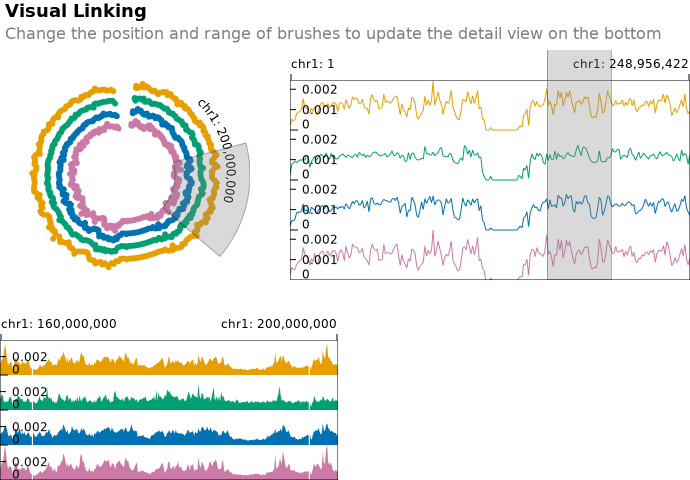 Visual Linking
Change the position and range of brushes to update the detail view on the bottom
chr1: 200,000,000
chr1: 1
chr1: 248,956,422
0.002
0.001
0
0.002
0.001
0
0.002
0.001
0
0.002
0.001
0
chr1: 160,000,000
chr1: 200,000,000
0.002
0
0.002
0
0.002
0
0.002
0